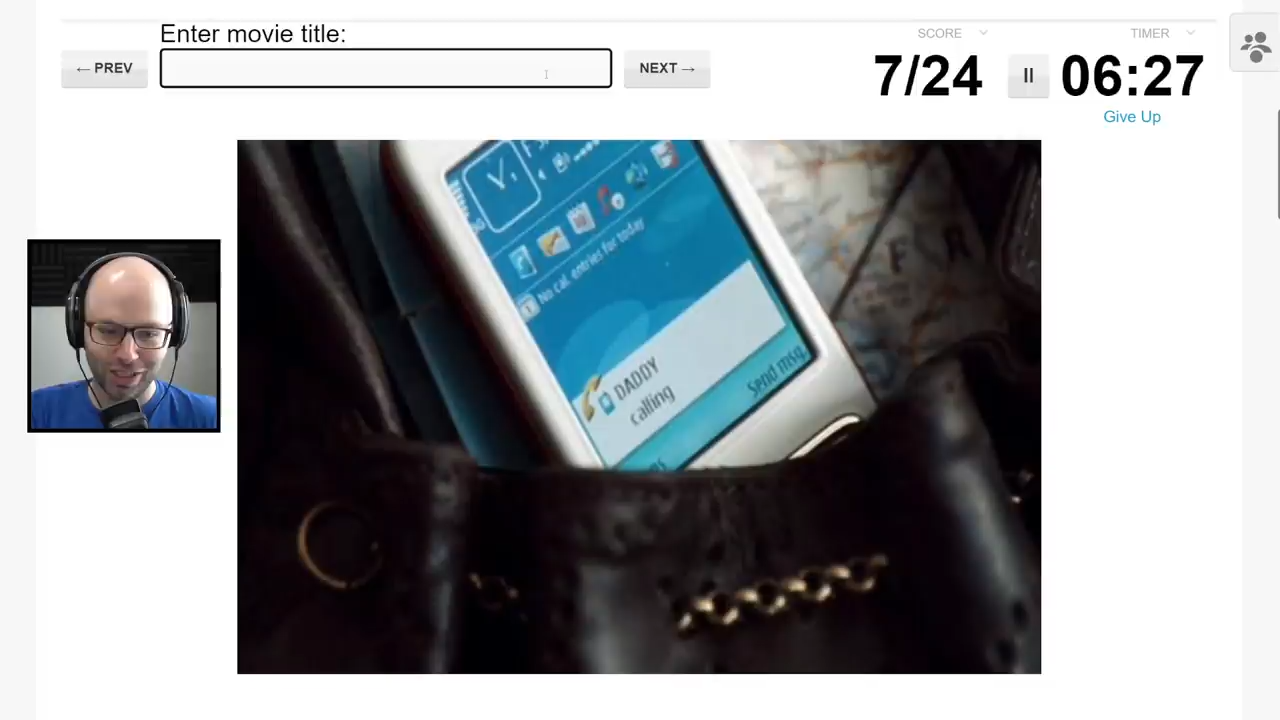 Enter movie title:
← PREV
NEXT →
SCORE
7/24
TIMER
06:27
Give Up
No cal. entries for today
DADDY
calling
Send msg
F R